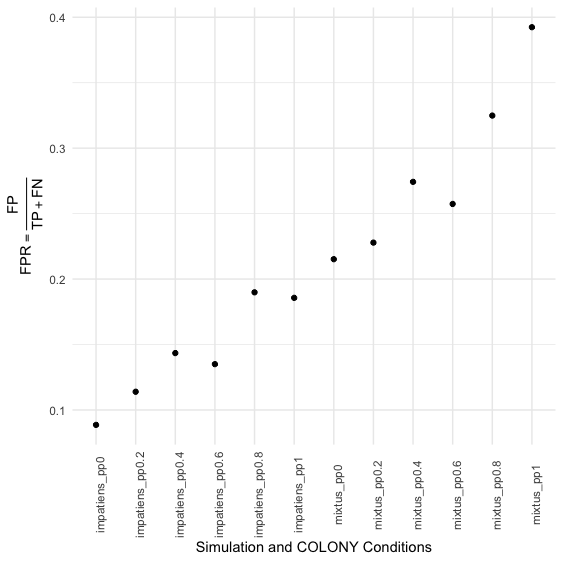 0.4
0.3
0.2
0.1
FPR = FP
TP + FN
impatiens_pp0
impatiens_pp0.2
impatiens_pp0.4
impatiens_pp0.6
impatiens_pp0.8
impatiens_pp1
mixtus_pp0
mixtus_pp0.2
mixtus_pp0.4
mixtus_pp0.6
mixtus_pp0.8
mixtus_pp1
Simulation and COLONY Conditions